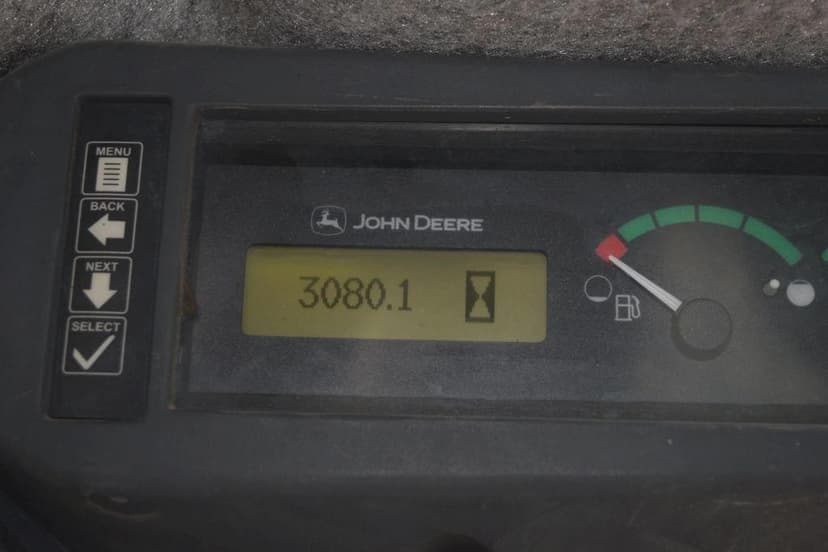 MENU
BACK
NEXT
SELECT
JOHN DEERE
3080.1